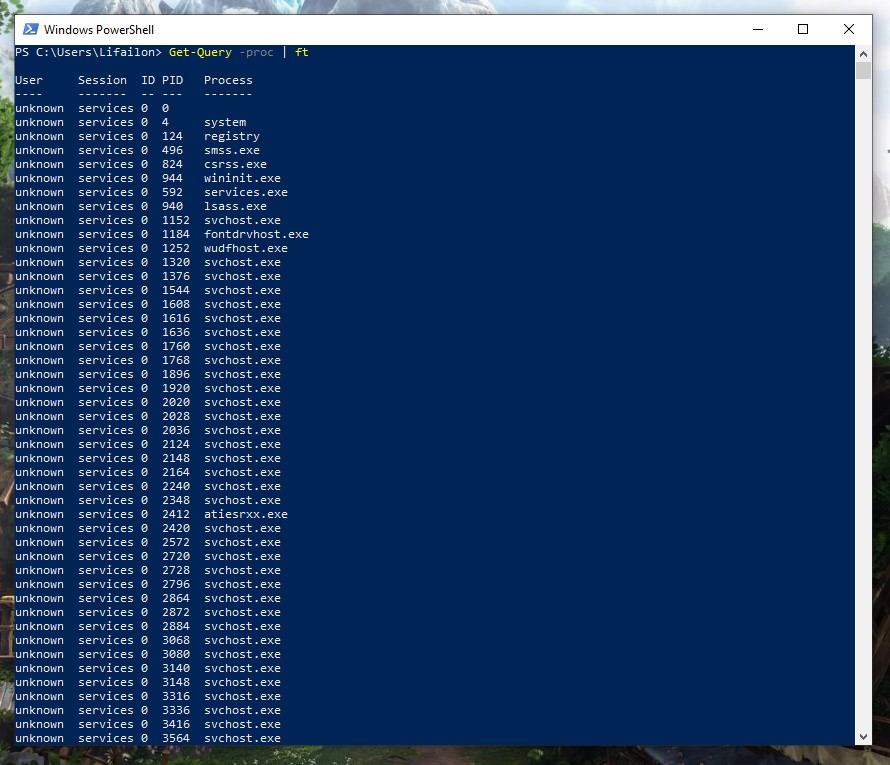 Windows PowerShell
PS C:\Users\Lifailon> Get-Query -proc | ft
User Session ID PID Process
---- ------- -- --- -------
unknown services 0 0
unknown services 0 4 system
unknown services 0 124 registry
unknown services 0 496 smss.exe
unknown services 0 824 csrss.exe
unknown services 0 944 wininit.exe
unknown services 0 592 services.exe
unknown services 0 940 lsass.exe
unknown services 0 1152 svchost.exe
unknown services 0 1184 fontdrvhost.exe
unknown services 0 1252 wudfhost.exe
unknown services 0 1320 svchost.exe
unknown services 0 1376 svchost.exe
unknown services 0 1544 svchost.exe
unknown services 0 1608 svchost.exe
unknown services 0 1616 svchost.exe
unknown services 0 1636 svchost.exe
unknown services 0 1760 svchost.exe
unknown services 0 1768 svchost.exe
unknown services 0 1896 svchost.exe
unknown services 0 1920 svchost.exe
unknown services 0 2020 svchost.exe
unknown services 0 2028 svchost.exe
unknown services 0 2036 svchost.exe
unknown services 0 2124 svchost.exe
unknown services 0 2148 svchost.exe
unknown services 0 2164 svchost.exe
unknown services 0 2240 svchost.exe
unknown services 0 2348 svchost.exe
unknown services 0 2412 atiesrxx.exe
unknown services 0 2420 svchost.exe
unknown services 0 2572 svchost.exe
unknown services 0 2720 svchost.exe
unknown services 0 2728 svchost.exe
unknown services 0 2796 svchost.exe
unknown services 0 2864 svchost.exe
unknown services 0 2872 svchost.exe
unknown services 0 2884 svchost.exe
unknown services 0 3068 svchost.exe
unknown services 0 3080 svchost.exe
unknown services 0 3140 svchost.exe
unknown services 0 3148 svchost.exe
unknown services 0 3316 svchost.exe
unknown services 0 3336 svchost.exe
unknown services 0 3416 svchost.exe
unknown services 0 3564 svchost.exe